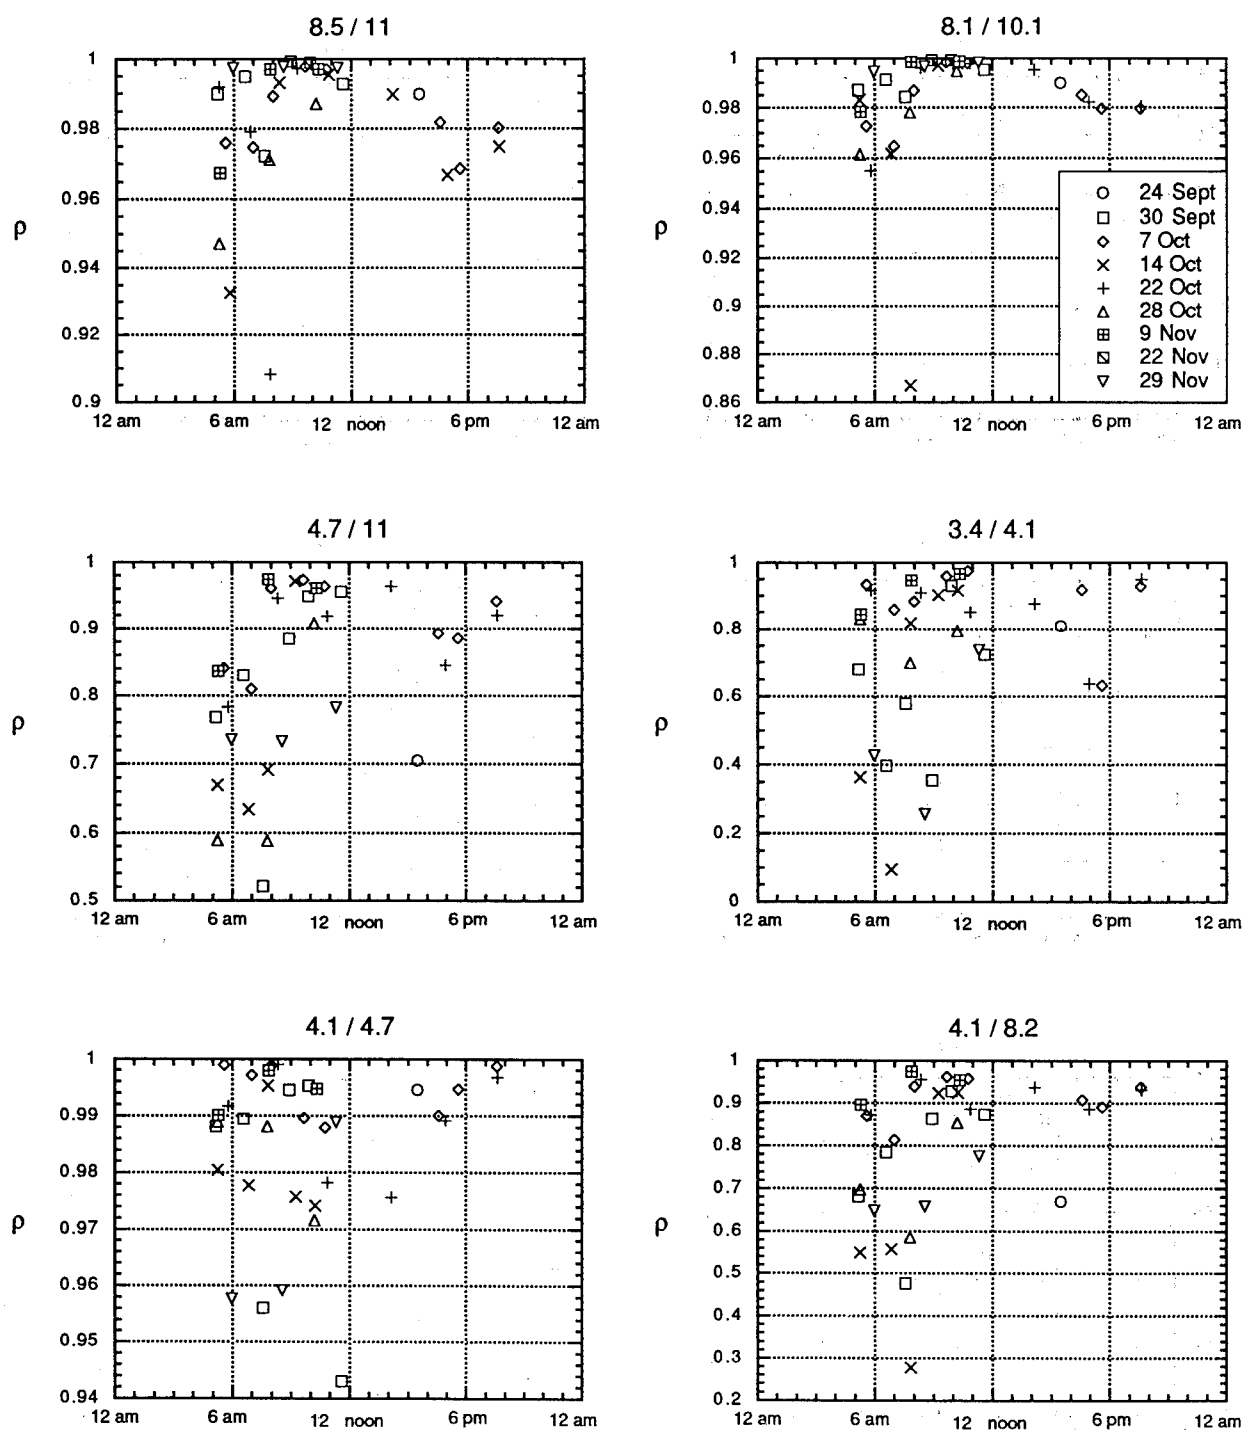 8.5 / 11
1
0.98
0.96
0.94
0.92
0.9
ρ
12 am 6 am 12 noon 6 pm 12 am
8.1 / 10.1
1
0.98
0.96
0.94
0.92
0.9
0.88
0.86
ρ
24 Sept
30 Sept
7 Oct
14 Oct
22 Oct
28 Oct
9 Nov
22 Nov
29 Nov
12 am 6 am 12 noon 6 pm 12 am
4.7 / 11
1
0.9
0.8
0.7
0.6
0.5
ρ
12 am 6 am 12 noon 6 pm 12 am
3.4 / 4.1
1
0.8
0.6
0.4
0.2
0
ρ
12 am 6 am 12 noon 6 pm 12 am
4.1 / 4.7
1
0.99
0.98
0.97
0.96
0.95
0.94
ρ
12 am 6 am 12 noon 6 pm 12 am
4.1 / 8.2
1
0.9
0.8
0.7
0.6
0.5
0.4
0.3
0.2
ρ
12 am 6 am 12 noon 6 pm 12 am